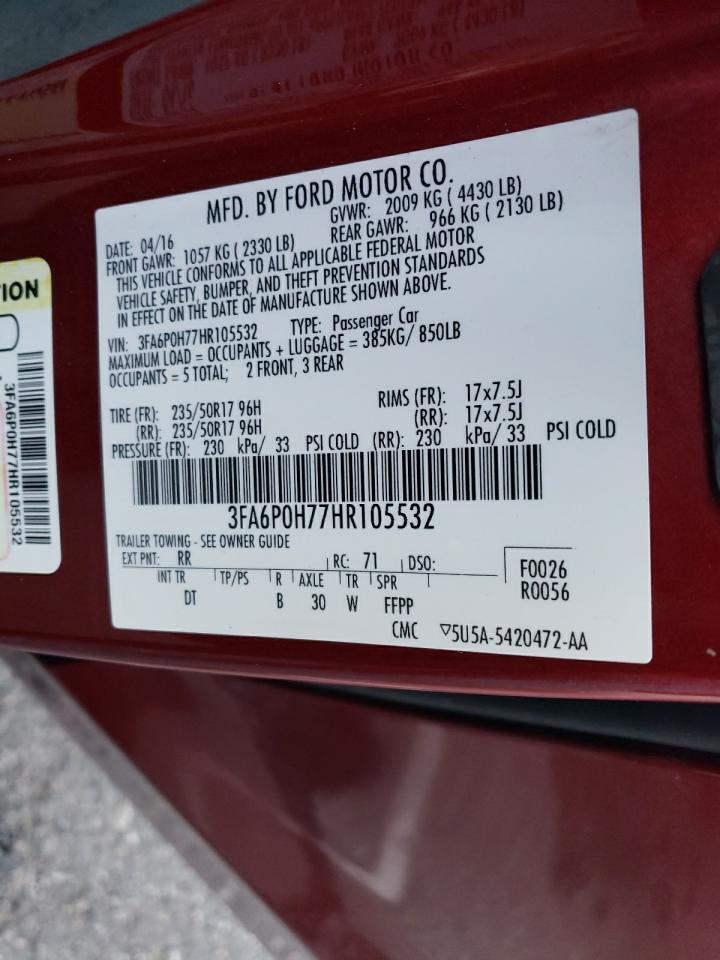 MFD. BY FORD MOTOR CO.
DATE: 04/16 GVWR: 2009 KG ( 4430 LB)
FRONT GAWR: 1057 KG ( 2330 LB) REAR GAWR: 966 KG ( 2130 LB)
THIS VEHICLE CONFORMS TO ALL APPLICABLE FEDERAL MOTOR
VEHICLE SAFETY, BUMPER, AND THEFT PREVENTION STANDARDS
IN EFFECT ON THE DATE OF MANUFACTURE SHOWN ABOVE.
VIN: 3FA6P0H77HR105532 TYPE: Passenger Car
MAXIMUM LOAD = OCCUPANTS + LUGGAGE = 385KG/ 850LB
OCCUPANTS = 5 TOTAL; 2 FRONT, 3 REAR
TIRE (FR): 235/50R17 96H RIMS (FR): 17x7.5J
(RR): 235/50R17 96H (RR): 17x7.5J
PRESSURE (FR): 230 kPa/ 33 PSI COLD (RR): 230 kPa/ 33 PSI COLD
3FA6P0H77HR105532
TRAILER TOWING - SEE OWNER GUIDE
EXT PNT: RR RC: 71 DSO:
INT TR TP/PS R AXLE TR SPR
DT B 30 W FFPP
F0026
R0056
CMC ▽5U5A-5420472-AA
TION
3FA6P0H77HR105532